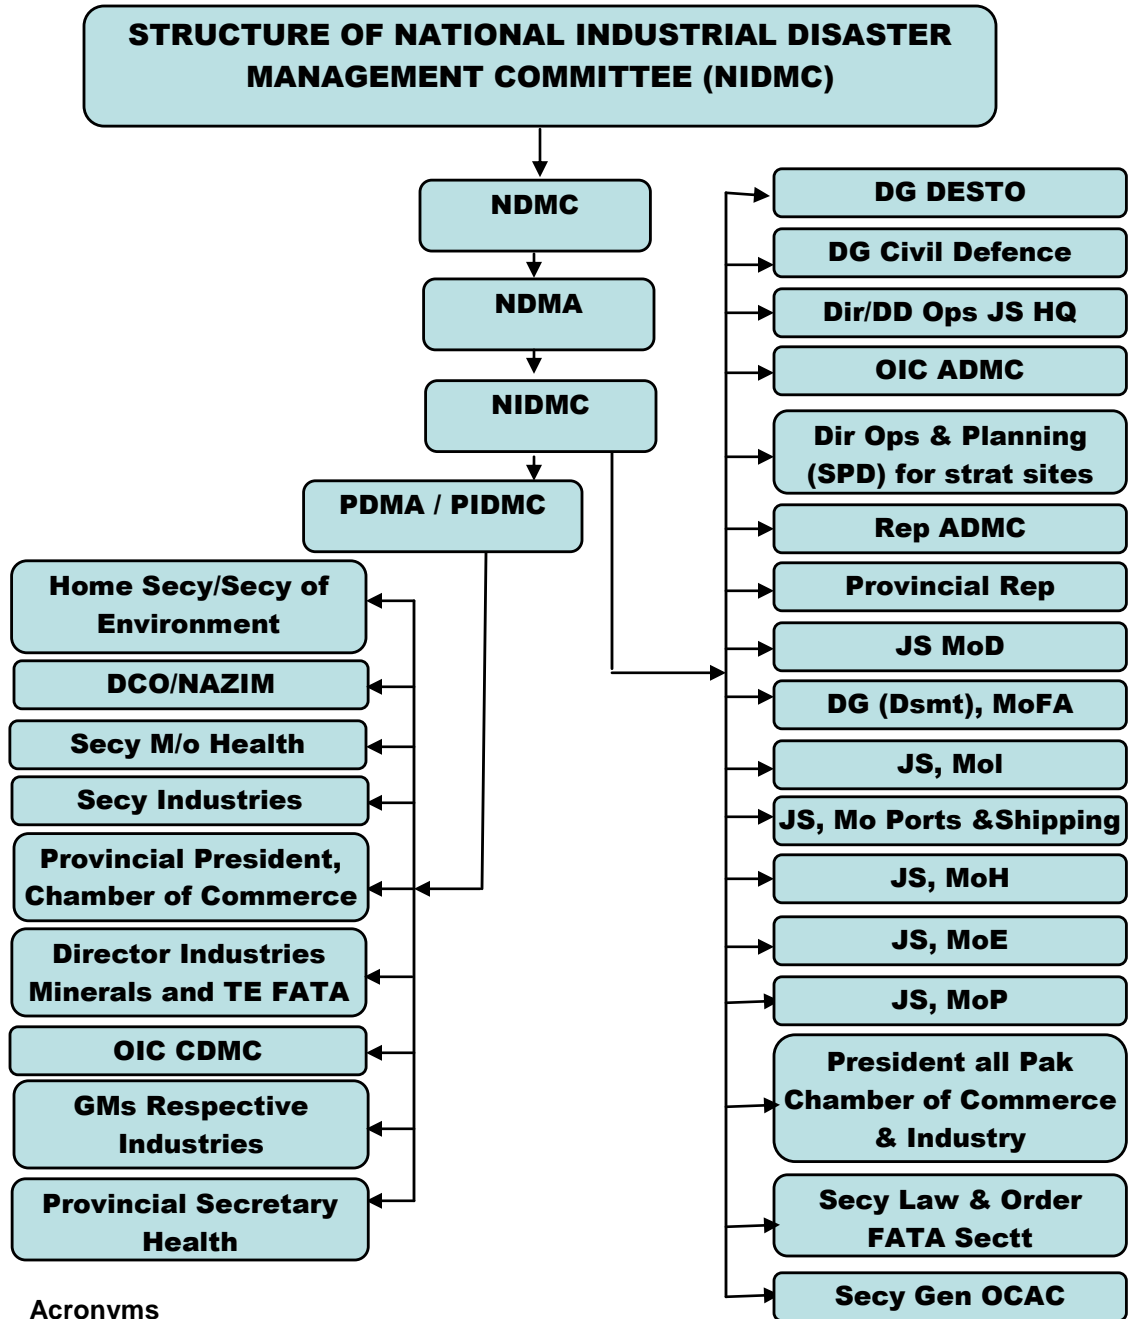 STRUCTURE OF NATIONAL INDUSTRIAL DISASTER
MANAGEMENT COMMITTEE (NIDMC)
NDMC
NDMA
NIDMC
PDMA / PIDMC
Home Secy/Secy of
Environment
DCO/NAZIM
Secy M/o Health
Secy Industries
Provincial President,
Chamber of Commerce
Director Industries
Minerals and TE FATA
OIC CDMC
GMs Respective
Industries
Provincial Secretary
Health
DG DESTO
DG Civil Defence
Dir/DD Ops JS HQ
OIC ADMC
Dir Ops & Planning
(SPD) for strat sites
Rep ADMC
Provincial Rep
JS MoD
DG (Dsmt), MoFA
JS, MoI
JS, Mo Ports &Shipping
JS, MoH
JS, MoE
JS, MoP
President all Pak
Chamber of Commerce
& Industry
Secy Law & Order
FATA Sectt
Secy Gen OCAC
Acronyms